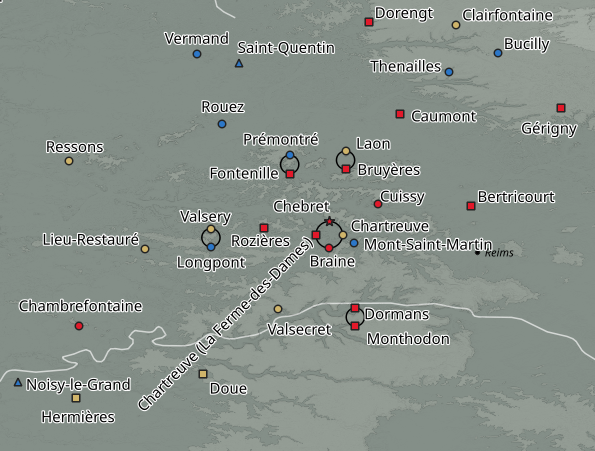 Dorengt
Clairfontaine
Vermand
Saint-Quentin
Bucilly
Thenailles
Rouez
Caumont
Gérigny
Prémontré
Laon
Ressons
Fontenille
Bruyères
Cuissy
Bertricourt
Chebret
Valsery
Chartreuve
Lieu-Restauré
Rozières
Mont-Saint-Martin
Reims
Longpont
Braine
Chartreuve (La Ferme-des-Dames)
Chambrefontaine
Dormans
Valsecret
Monthodon
Noisy-le-Grand
Doue
Hermières